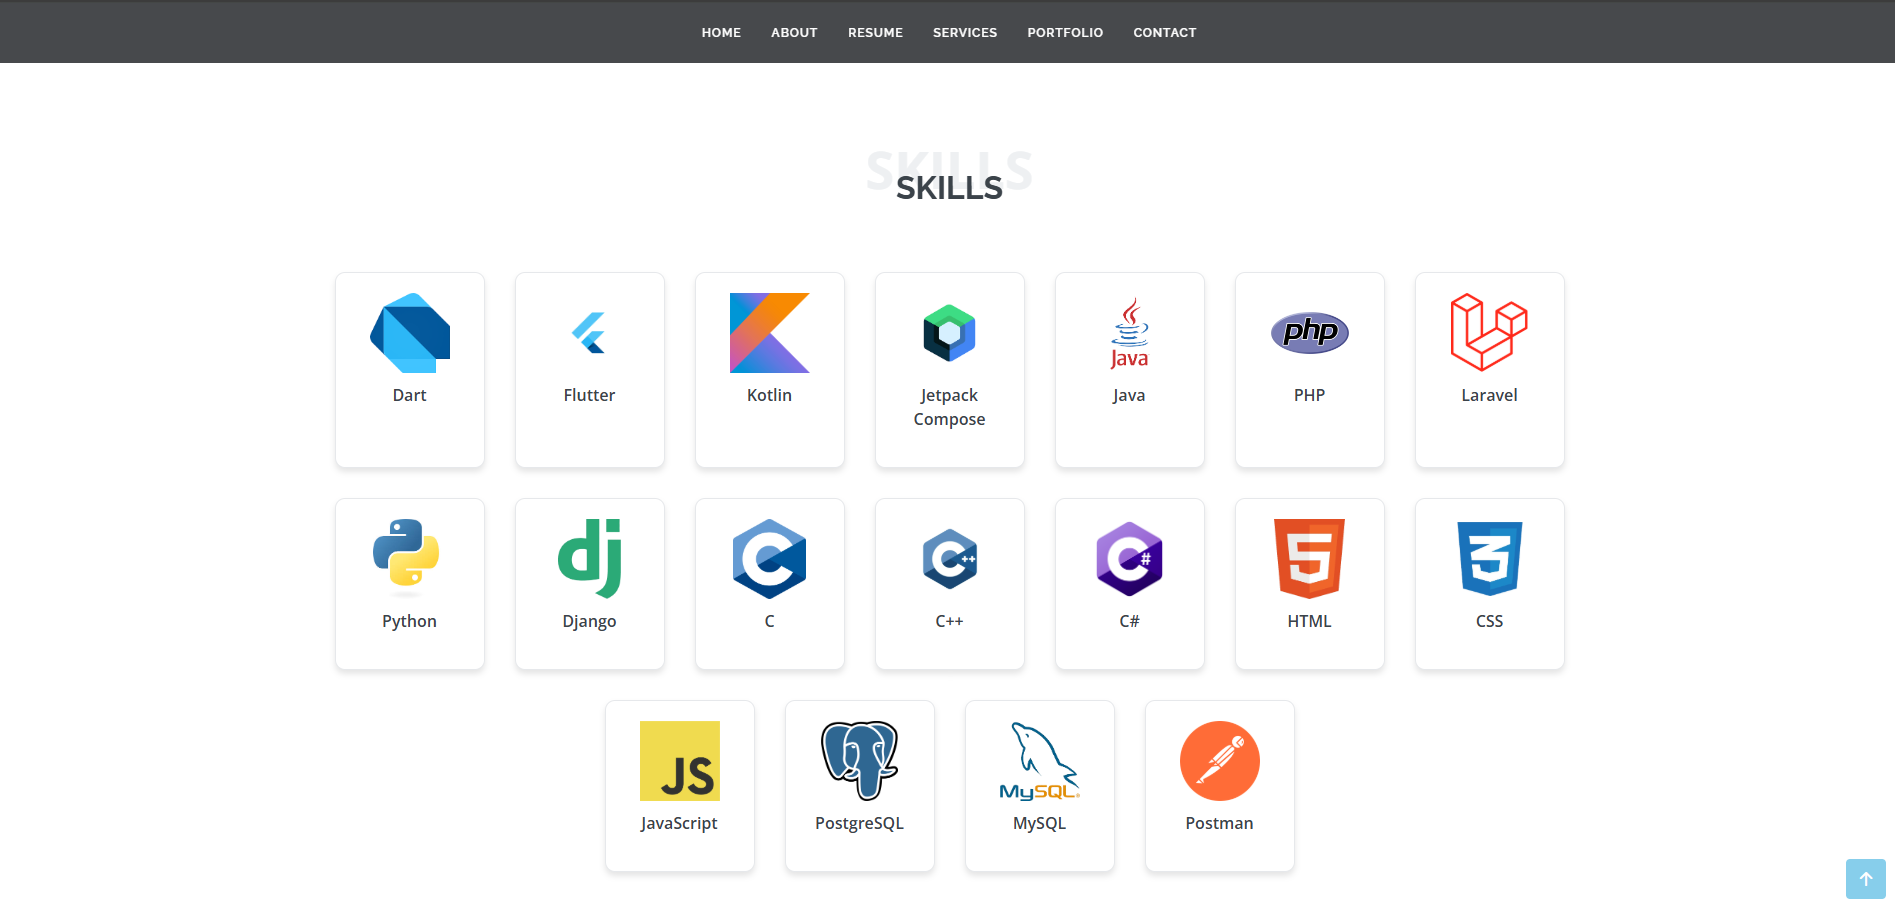 HOME ABOUT RESUME SERVICES PORTFOLIO CONTACT
SKILLS
SKILLS
Java
php
Dart Flutter Kotlin Jetpack Compose Java PHP Laravel
dj
C
C++
C#
5
3
Python Django C C++ C# HTML CSS
JS
MySQL
JavaScript PostgreSQL MySQL Postman